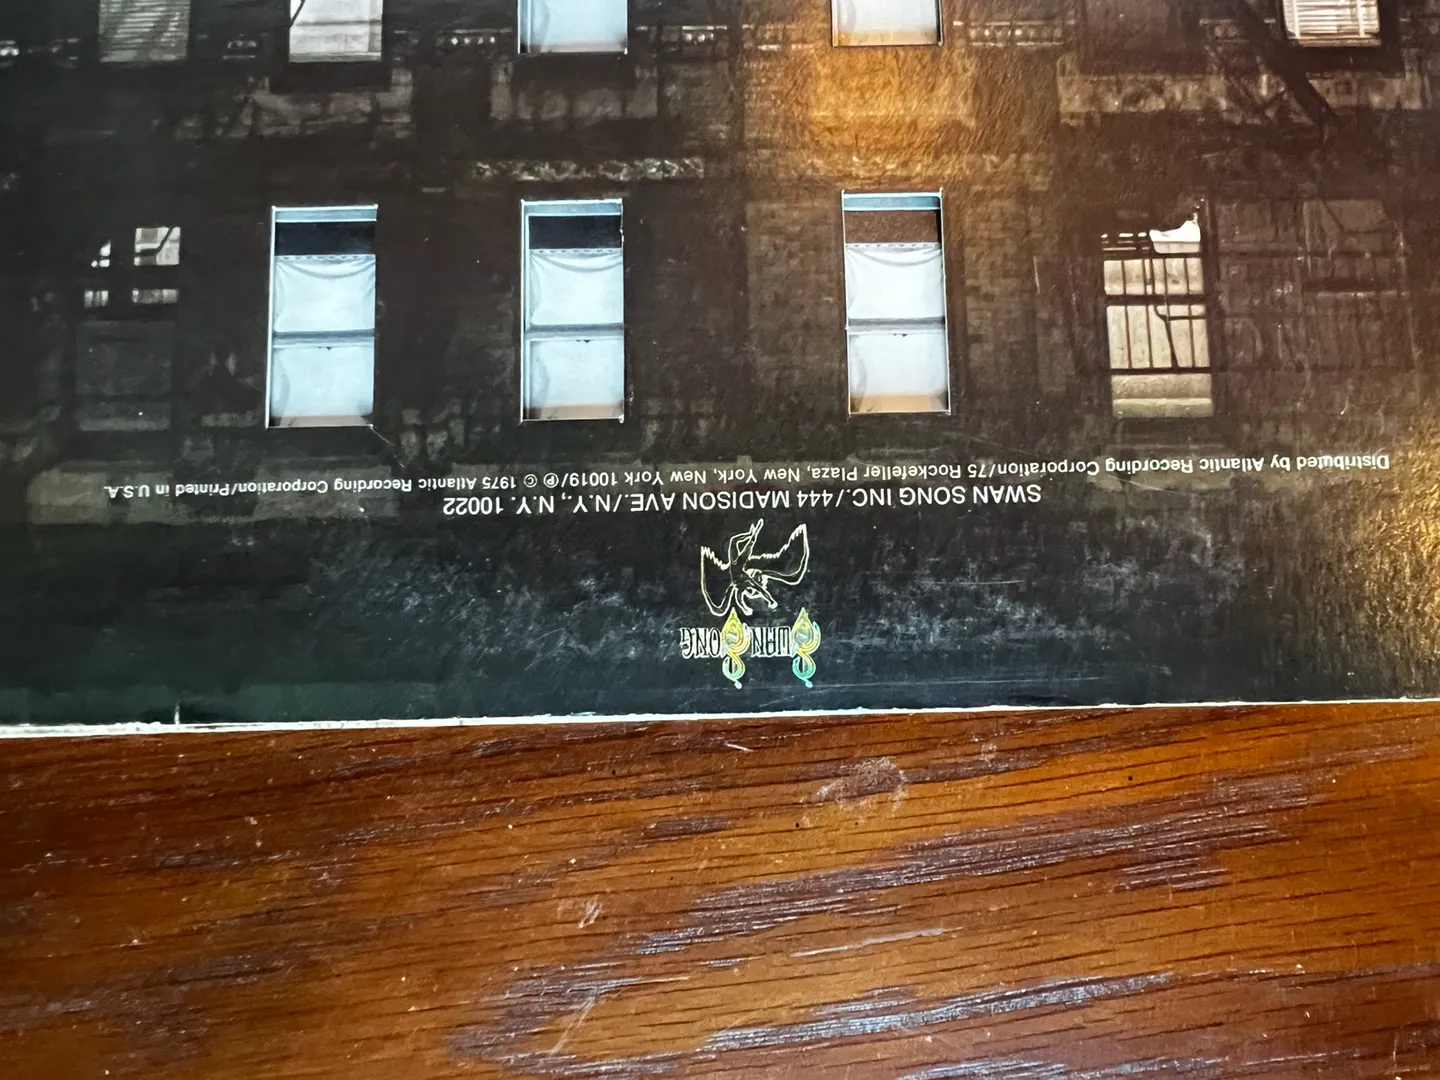 SWAN SONG
SWAN SONG INC./444 MADISON AVE./N.Y., N.Y. 10022
Distributed by Atlantic Recording Corporation/75 Rockefeller Plaza, New York, New York 10019/℗ © 1975 Atlantic Recording Corporation/Printed in U.S.A.